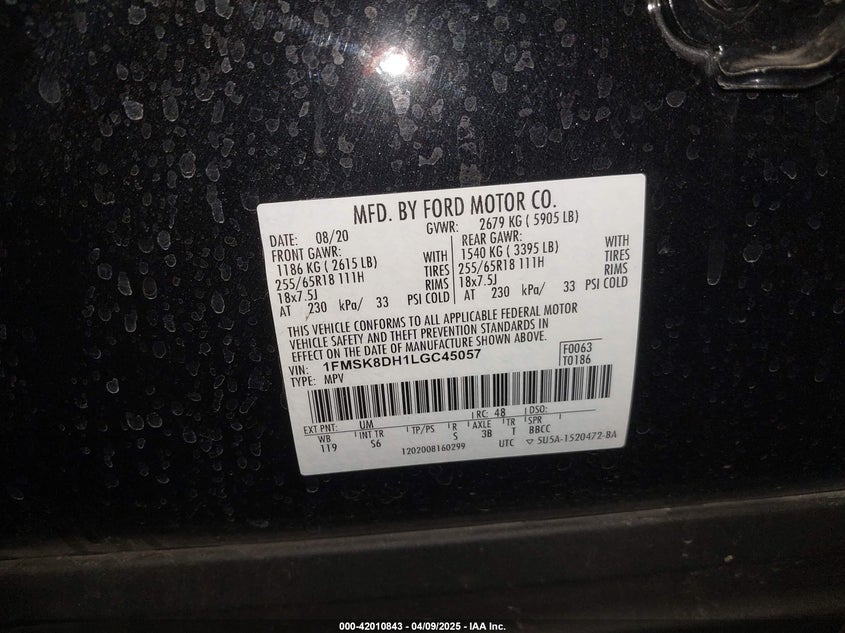 MFD. BY FORD MOTOR CO.
DATE: 08/20 GVWR: 2679 KG ( 5905 LB)
FRONT GAWR: REAR GAWR:
1186 KG ( 2615 LB) WITH 1540 KG ( 3395 LB) WITH
255/65R18 111H TIRES 255/65R18 111H TIRES
18x7.5J RIMS 18x7.5J RIMS
AT 230 kPa/ 33 PSI COLD AT 230 kPa/ 33 PSI COLD
THIS VEHICLE CONFORMS TO ALL APPLICABLE FEDERAL MOTOR
VEHICLE SAFETY AND THEFT PREVENTION STANDARDS IN
EFFECT ON THE DATE OF MANUFACTURE SHOWN ABOVE.
VIN: 1FMSK8DH1LGC45057 F0063
TYPE: MPV T0186
EXT PNT: UM RC: 48 DSO:
WB INT TR TP/PS R AXLE TR SPR
119 S6 S 3B T BBCC
1202008160299 UTC ▽ 5U5A-1520472-BA
000-42010843 | 04/09/2025 - IAA Inc.